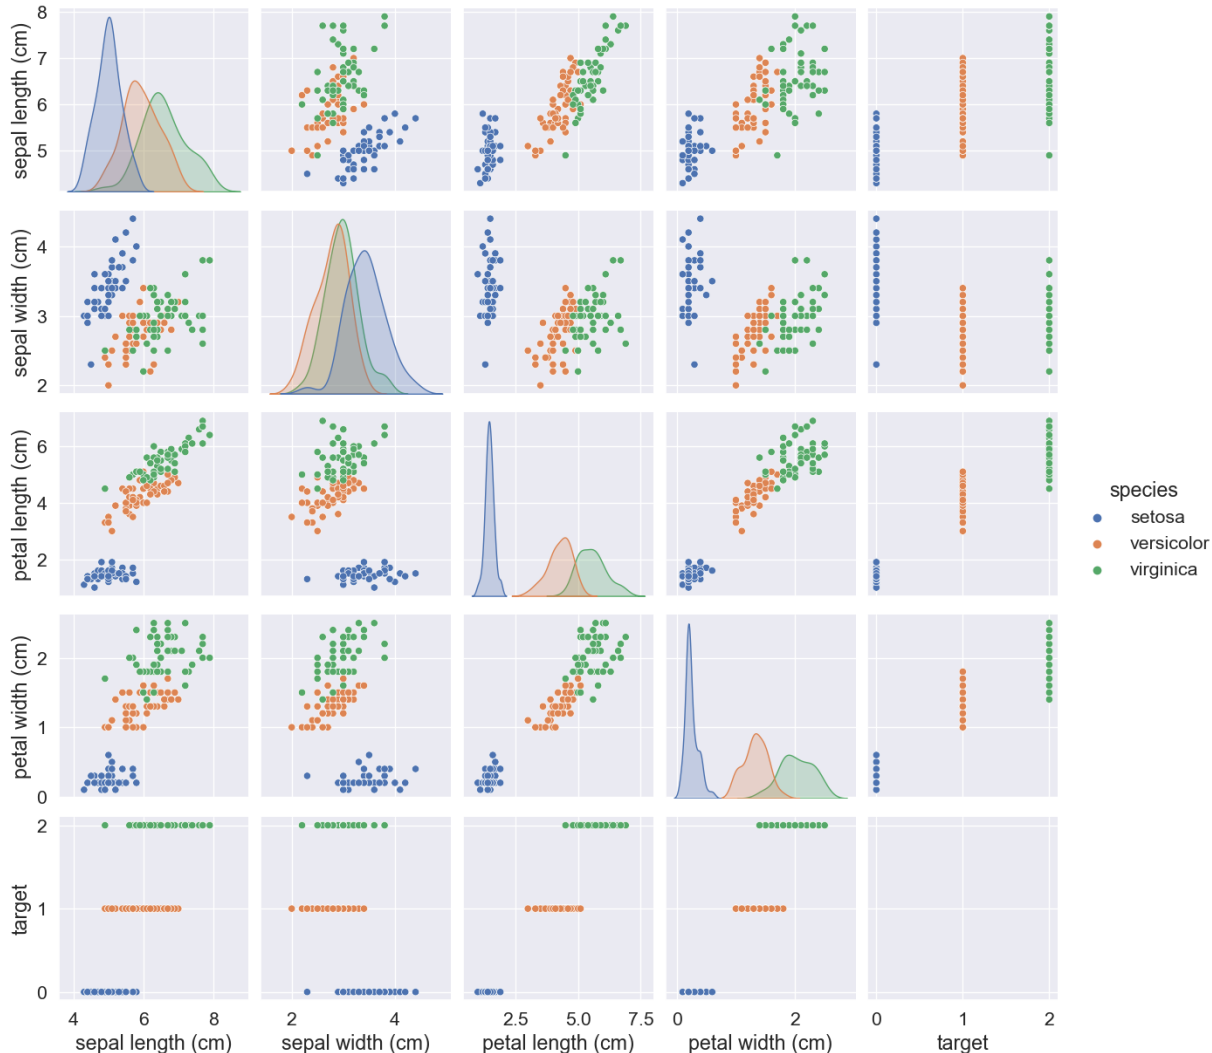 8
7
6
5
sepal length (cm)
4
3
2
sepal width (cm)
6
4
2
petal length (cm)
2
1
0
petal width (cm)
2
1
0
target
4 6 8
sepal length (cm)
2 4
sepal width (cm)
2.5 5.0 7.5
petal length (cm)
0 2
petal width (cm)
0 1 2
target
species
setosa
versicolor
virginica